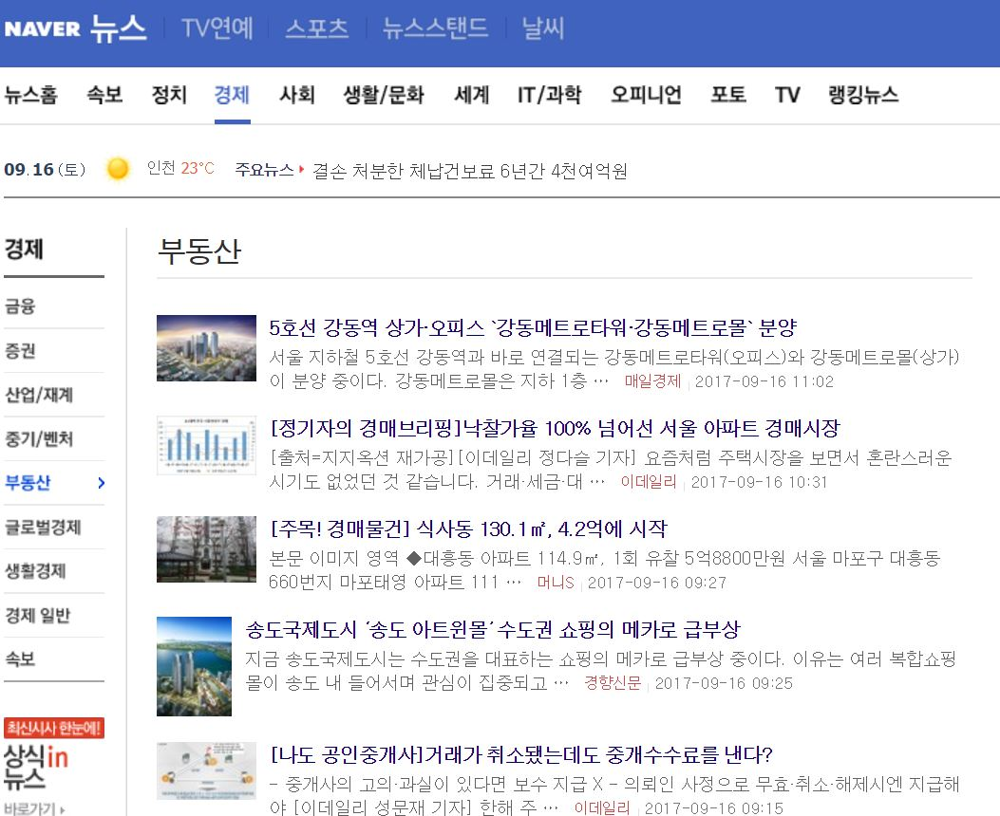 NAVER 뉴스 TV연예 스포츠 뉴스스탠드 날씨
뉴스홈 속보 정치 경제 사회 생활/문화 세계 IT/과학 오피니언 포토 TV 랭킹뉴스
09.16 (토) 인천 23°C 주요뉴스 결손 처분한 체납건보료 6년간 4천여억원
경제
금융
증권
산업/재계
중기/벤처
부동산
글로벌경제
생활경제
경제 일반
속보
최신시사 한눈에!
상식in
뉴스
바로가기
부동산
5호선 강동역 상가·오피스 `강동메트로타워·강동메트로몰` 분양
서울 지하철 5호선 강동역과 바로 연결되는 강동메트로타워(오피스)와 강동메트로몰(상가)
이 분양 중이다. 강동메트로몰은 지하 1층 … 매일경제 2017-09-16 11:02
[정기자의 경매브리핑]낙찰가율 100% 넘어선 서울 아파트 경매시장
[출처=지지옥션 재가공][이데일리 정다슬 기자] 요즘처럼 주택시장을 보면서 혼란스러운
시기도 없었던 것 같습니다. 거래·세금·대 … 이데일리 2017-09-16 10:31
[주목! 경매물건] 식사동 130.1㎡, 4.2억에 시작
본문 이미지 영역 ◆대흥동 아파트 114.9㎡, 1회 유찰 5억8800만원 서울 마포구 대흥동
660번지 마포태영 아파트 111 … 머니S 2017-09-16 09:27
송도국제도시 ‘송도 아트윈몰’ 수도권 쇼핑의 메카로 급부상
지금 송도국제도시는 수도권을 대표하는 쇼핑의 메카로 급부상 중이다. 이유는 여러 복합쇼핑
몰이 송도 내 들어서며 관심이 집중되고 … 경향신문 2017-09-16 09:25
[나도 공인중개사]거래가 취소됐는데도 중개수수료를 낸다?
- 중개사의 고의·과실이 있다면 보수 지급 X - 의뢰인 사정으로 무효·취소·해제시엔 지급해
야 [이데일리 성문재 기자] 한해 주 … 이데일리 2017-09-16 09:15